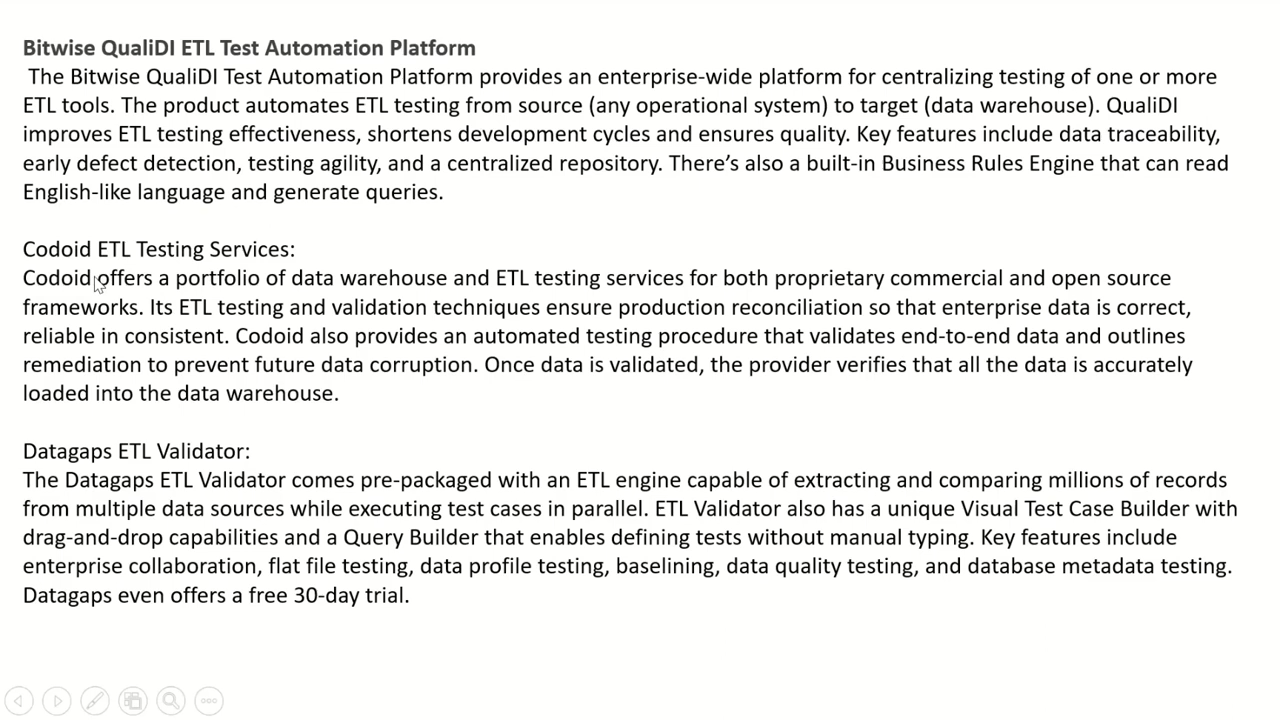 Bitwise QualiDI ETL Test Automation Platform
The Bitwise QualiDI Test Automation Platform provides an enterprise-wide platform for centralizing testing of one or more
ETL tools. The product automates ETL testing from source (any operational system) to target (data warehouse). QualiDI
improves ETL testing effectiveness, shortens development cycles and ensures quality. Key features include data traceability,
early defect detection, testing agility, and a centralized repository. There’s also a built-in Business Rules Engine that can read
English-like language and generate queries.
Codoid ETL Testing Services:
Codoid offers a portfolio of data warehouse and ETL testing services for both proprietary commercial and open source
frameworks. Its ETL testing and validation techniques ensure production reconciliation so that enterprise data is correct,
reliable in consistent. Codoid also provides an automated testing procedure that validates end-to-end data and outlines
remediation to prevent future data corruption. Once data is validated, the provider verifies that all the data is accurately
loaded into the data warehouse.
Datagaps ETL Validator:
The Datagaps ETL Validator comes pre-packaged with an ETL engine capable of extracting and comparing millions of records
from multiple data sources while executing test cases in parallel. ETL Validator also has a unique Visual Test Case Builder with
drag-and-drop capabilities and a Query Builder that enables defining tests without manual typing. Key features include
enterprise collaboration, flat file testing, data profile testing, baselining, data quality testing, and database metadata testing.
Datagaps even offers a free 30-day trial.